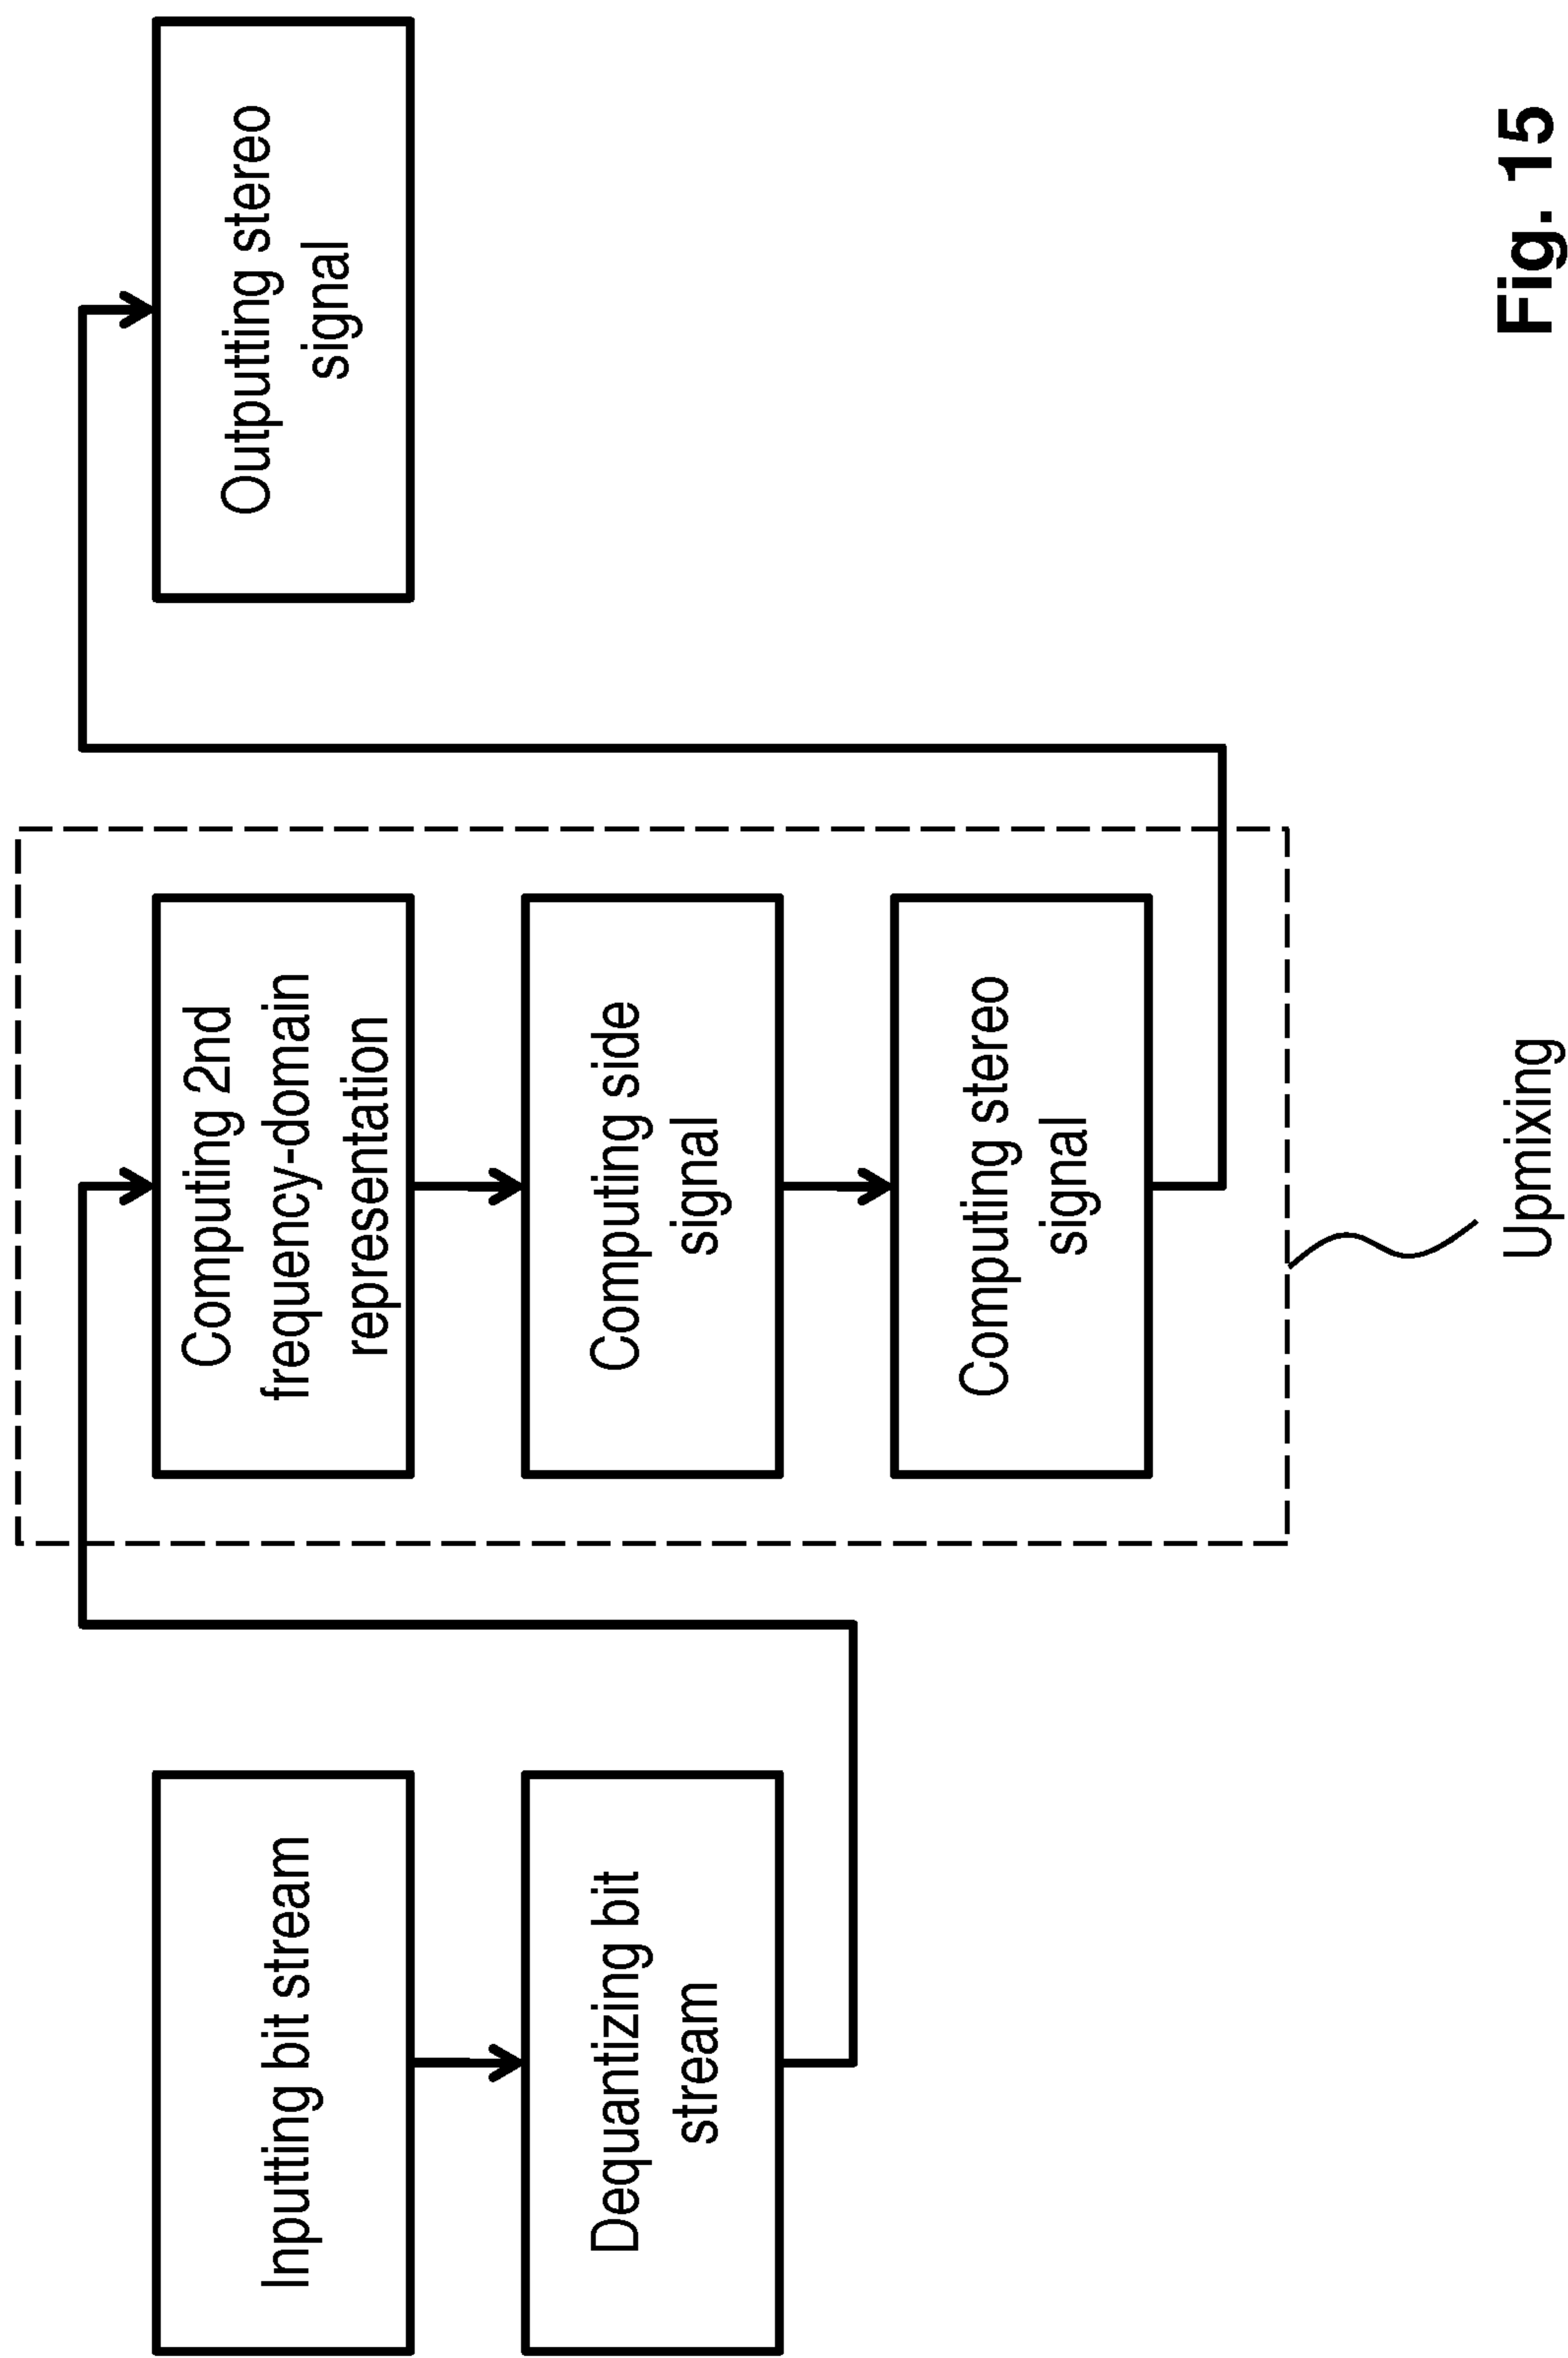 Inputting bit stream
Dequantizing bit
stream
Computing 2nd
frequency-domain
representation
Computing side
signal
Computing stereo
signal
Upmixing
Outputting stereo
signal
Fig. 15